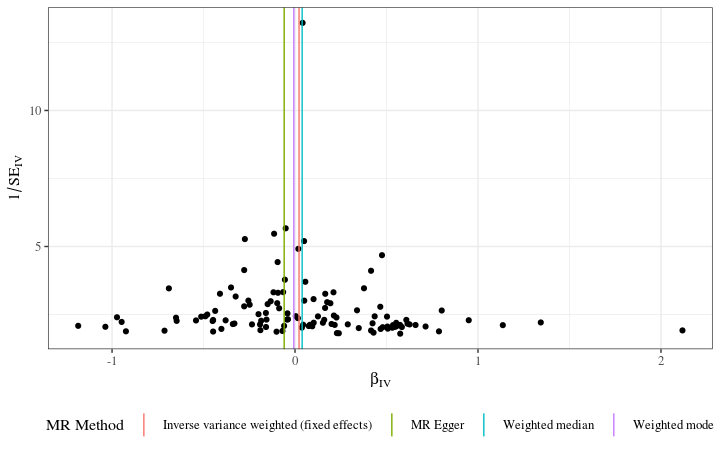 10
5
1/SE_IV
-1
0
1
2
β_IV
MR Method
Inverse variance weighted (fixed effects)
MR Egger
Weighted median
Weighted mode